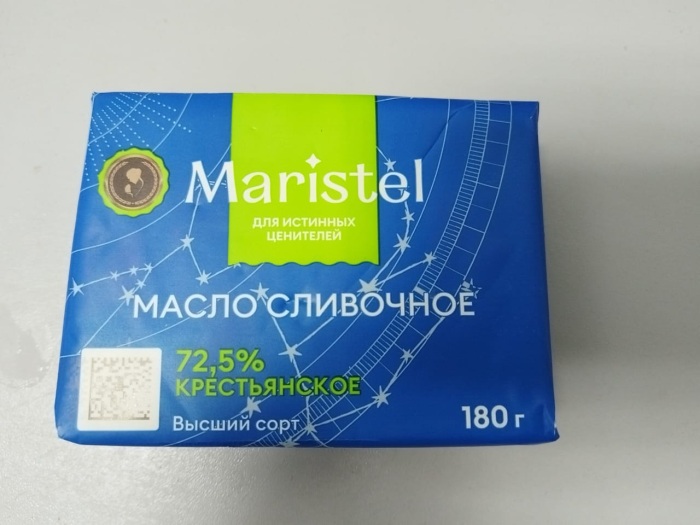 Maristel
ДЛЯ ИСТИННЫХ
ЦЕНИТЕЛЕЙ
МАСЛО СЛИВОЧНОЕ
72,5%
КРЕСТЬЯНСКОЕ
Высший сорт
180 г